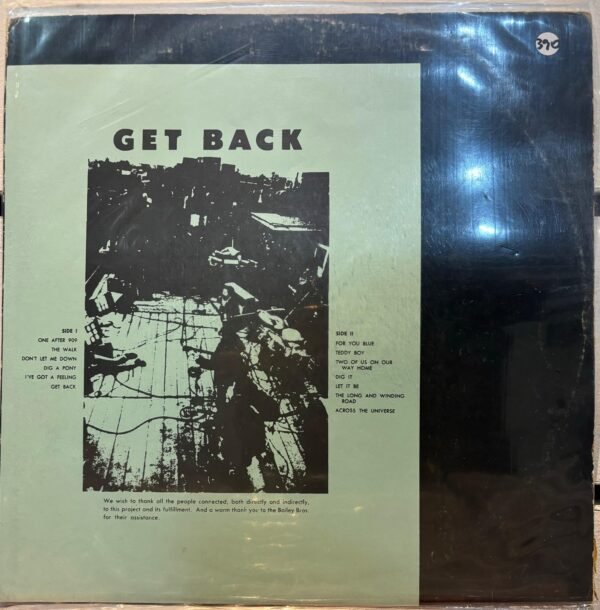 390
GET BACK
SIDE I
ONE AFTER 909
THE WALK
DON'T LET ME DOWN
DIG A PONY
I'VE GOT A FEELING
GET BACK
SIDE II
FOR YOU BLUE
TEDDY BOY
TWO OF US ON OUR
WAY HOME
DIG IT
LET IT BE
THE LONG AND WINDING
ROAD
ACROSS THE UNIVERSE
We wish to thank all the people connected, both directly and indirectly,
to this project and its fulfillment. And a warm thank you to the Bailey Bros.
for their assistance.